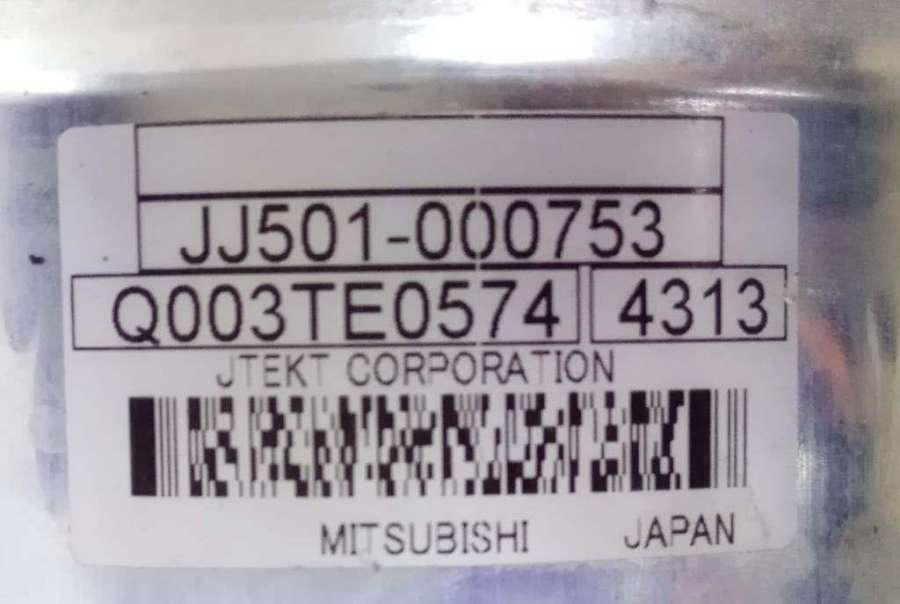 JJ501-000753
Q003TE0574 4313
JTEKT CORPORATION
MITSUBISHI JAPAN